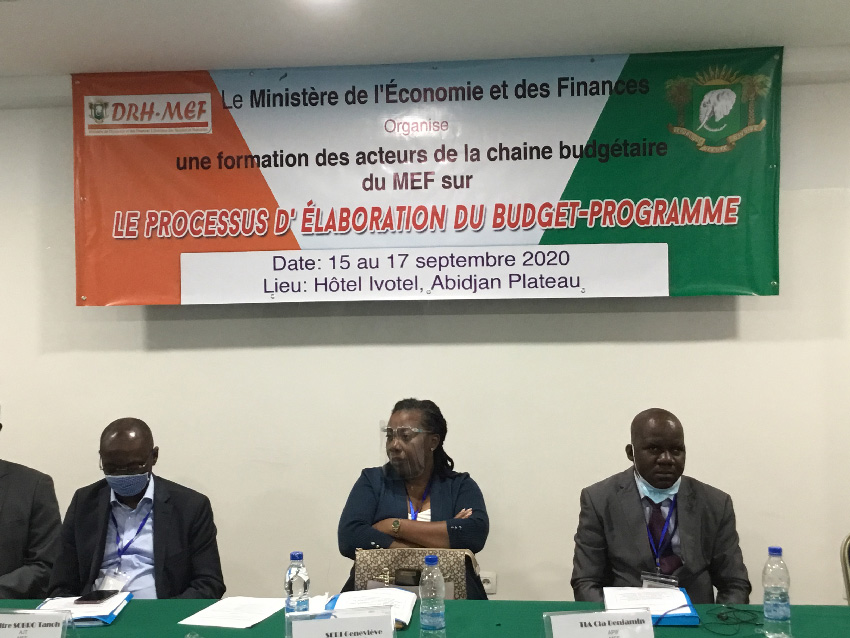 DRH-MEF
Le Ministère de l'Économie et des Finances
Organise
une formation des acteurs de la chaine budgétaire
du MEF sur
LE PROCESSUS D' ÉLABORATION DU BUDGET-PROGRAMME
Date: 15 au 17 septembre 2020
Lieu: Hôtel Ivotel, Abidjan Plateau
SERI Geneviève
TIA Cia Benjamin